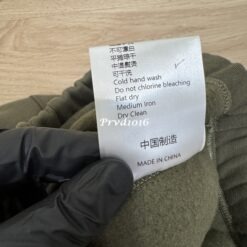 不可漂白
平摊晾干
中温熨烫
可干洗
Cold hand wash
Do not chlorine bleaching
Flat dry
Medium Iron
Dry Clean
Prvd1016
中国制造
MADE IN CHINA